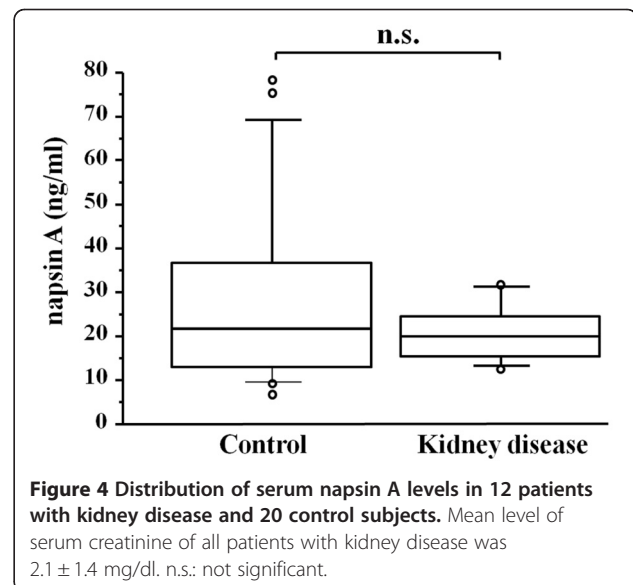 n.s.
80
70
60
50
40
30
20
10
0
napsin A (ng/ml)
Control Kidney disease
Figure 4 Distribution of serum napsin A levels in 12 patients
with kidney disease and 20 control subjects. Mean level of
serum creatinine of all patients with kidney disease was
2.1 ± 1.4 mg/dl. n.s.: not significant.